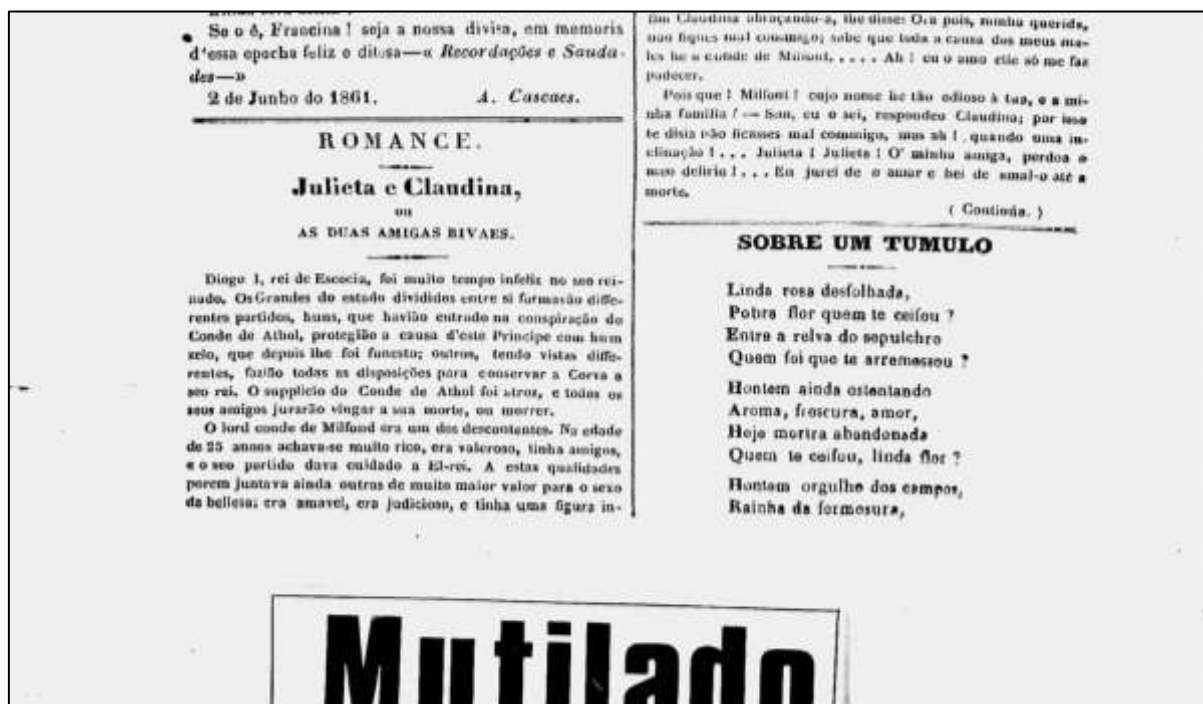 Se o é, Francina ! seja a nossa divisa, em memoria
d'essa epocha feliz e ditosa—« Recordações e Sauda-
des—»
2 de Junho do 1861. A. Cascaes.
ROMANCE.
Julieta e Claudina,
ou
AS DUAS AMIGAS RIVAES.
Diogo I, rei de Escocia, foi muito tempo infeliz no seo rei-
nado. Os Grandes do estado divididos entre si formavão diffe-
rentes partidos, huns, que havião entrado na conspiração do
Conde de Athol, protegião a causa d'este Principe com hum
zelo, que depois lhe foi funesto; outros, tendo vistas diffe-
rentes, fazião todas as disposições para conservar a Corva a
seo rei. O supplicio do Conde de Athol foi atroz, e todos os
seus amigos jurarão vingar a sua morte, ou morrer.
O lord conde de Milfond era um dos descontentes. Na edade
de 25 annos achava-se muito rico, era valeroso, tinha amigos,
e o seo partido dava cuidado a El-rei. A estas qualidades
porem juntava ainda outras de muito maior valor para o sexo
da belleza: era amavel, era judicioso, e tinha uma figura in-
fim Claudina abraçando-a, lhe disse: Ora pois, minha querida,
não fiques mal commigo; sabe que toda a causa dos meus ma-
les he o conde de Milfont..... Ah ! eu o amo elle só me faz
padecer.
Pois que ! Milfont ! cujo nome he tão odioso à tua, e a mi-
nha familia ! — Sim, eu o sei, respondeo Claudina; por isso
te disia não ficasses mal commigo, mas ah ! quando uma in-
clinação !... Julieta ! Julieta ! O' minha amiga, perdoa o
meo delirio !... Eu jurei de o amar e hei de amal-o até a
morte.
( Continúa. )
SOBRE UM TUMULO
Linda rosa desfolhada,
Pobre flor quem te ceifou ?
Entre a relva do sepulchro
Quem foi que te arremessou ?
Hontem ainda ostentando
Aroma, frescura, amor,
Hoje mortra abandonada
Quem te ceifou, linda flor ?
Hontem orgulho dos campos,
Rainha da formosura,
Mutilado